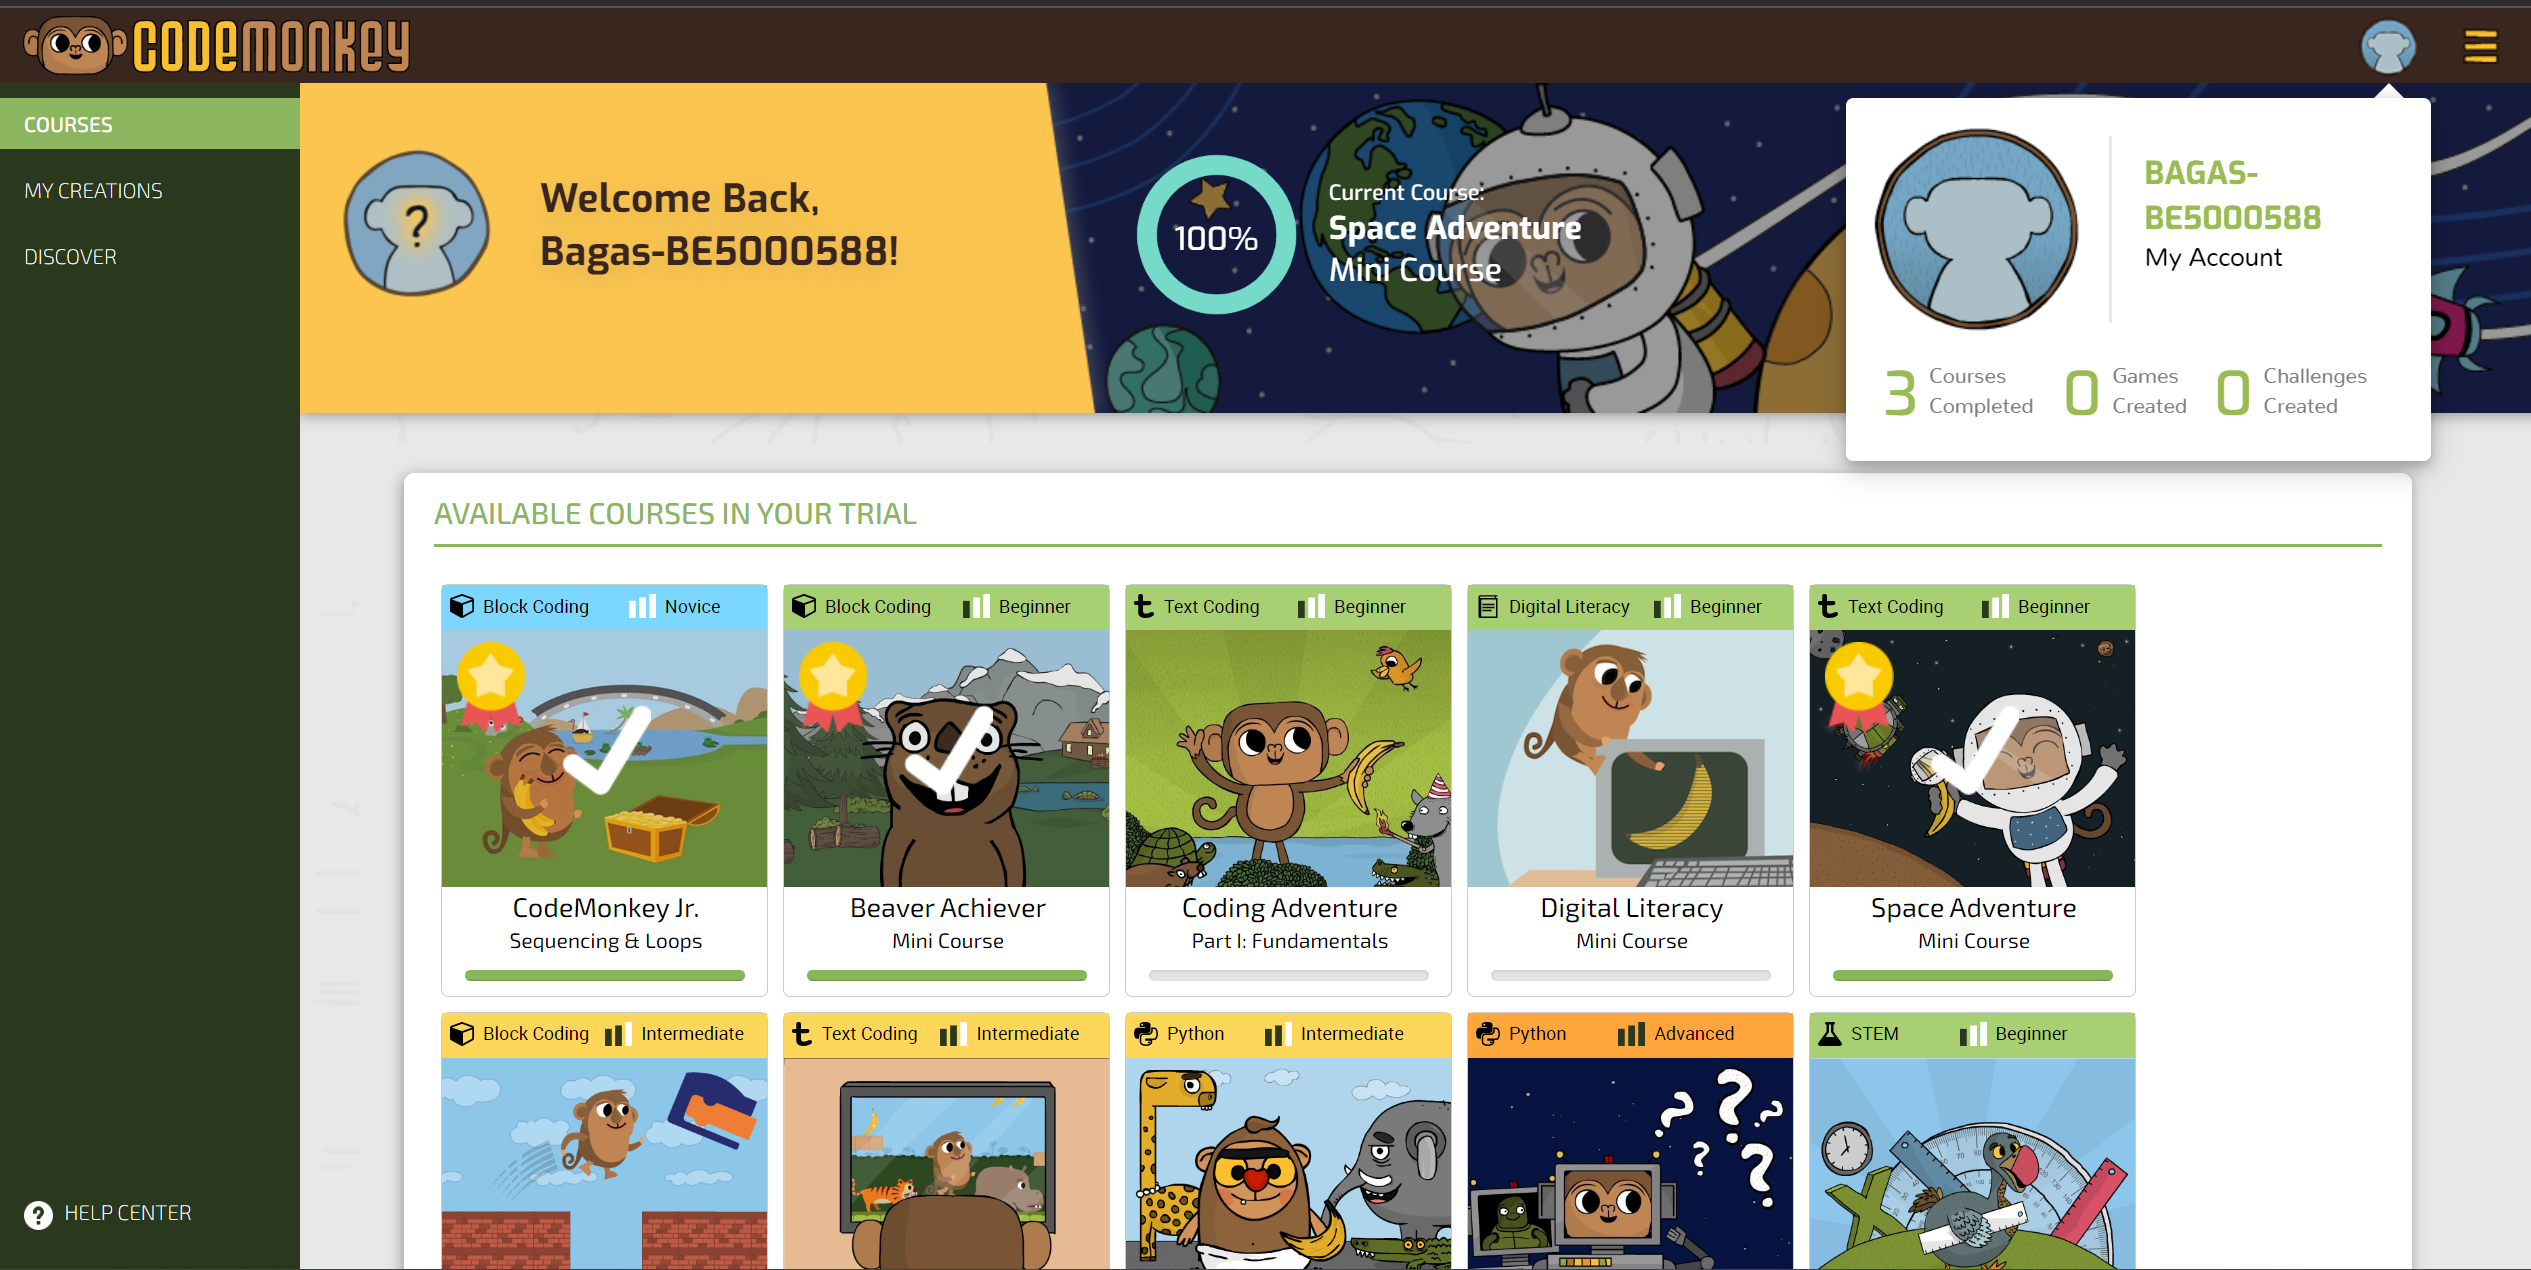 CODEMONKEY
COURSES
MY CREATIONS
DISCOVER
HELP CENTER
?
Welcome Back,
Bagas-BE5000588!
100%
Current Course:
Space Adventure
Mini Course
BAGAS-
BE5000588
My Account
3 Courses Completed
0 Games Created
0 Challenges Created
AVAILABLE COURSES IN YOUR TRIAL
Block Coding Novice
CodeMonkey Jr.
Sequencing & Loops
Block Coding Beginner
Beaver Achiever
Mini Course
Text Coding Beginner
Coding Adventure
Part I: Fundamentals
Digital Literacy Beginner
Digital Literacy
Mini Course
Text Coding Beginner
Space Adventure
Mini Course
Block Coding Intermediate
Text Coding Intermediate
Python Intermediate
Python Advanced
? ? ? ? ?
STEM Beginner